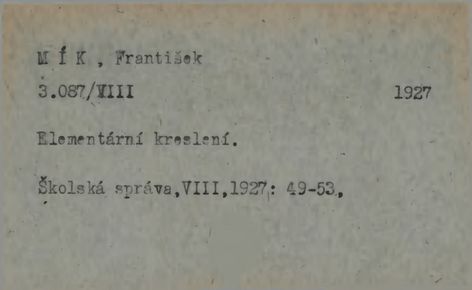 M Í K , František
3.087/VIII 1927
Elementární kreslení.
Školská správa,VIII,1927,: 49-53,